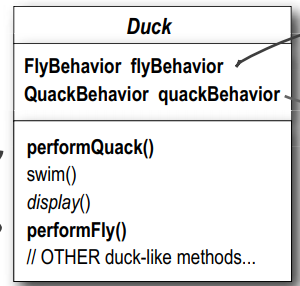 Duck
FlyBehavior flyBehavior
QuackBehavior quackBehavior
performQuack()
swim()
display()
performFly()
// OTHER duck-like methods...